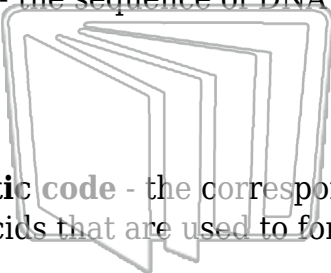 - the sequence of DNA
tic code - the correspo
cids that are used to for